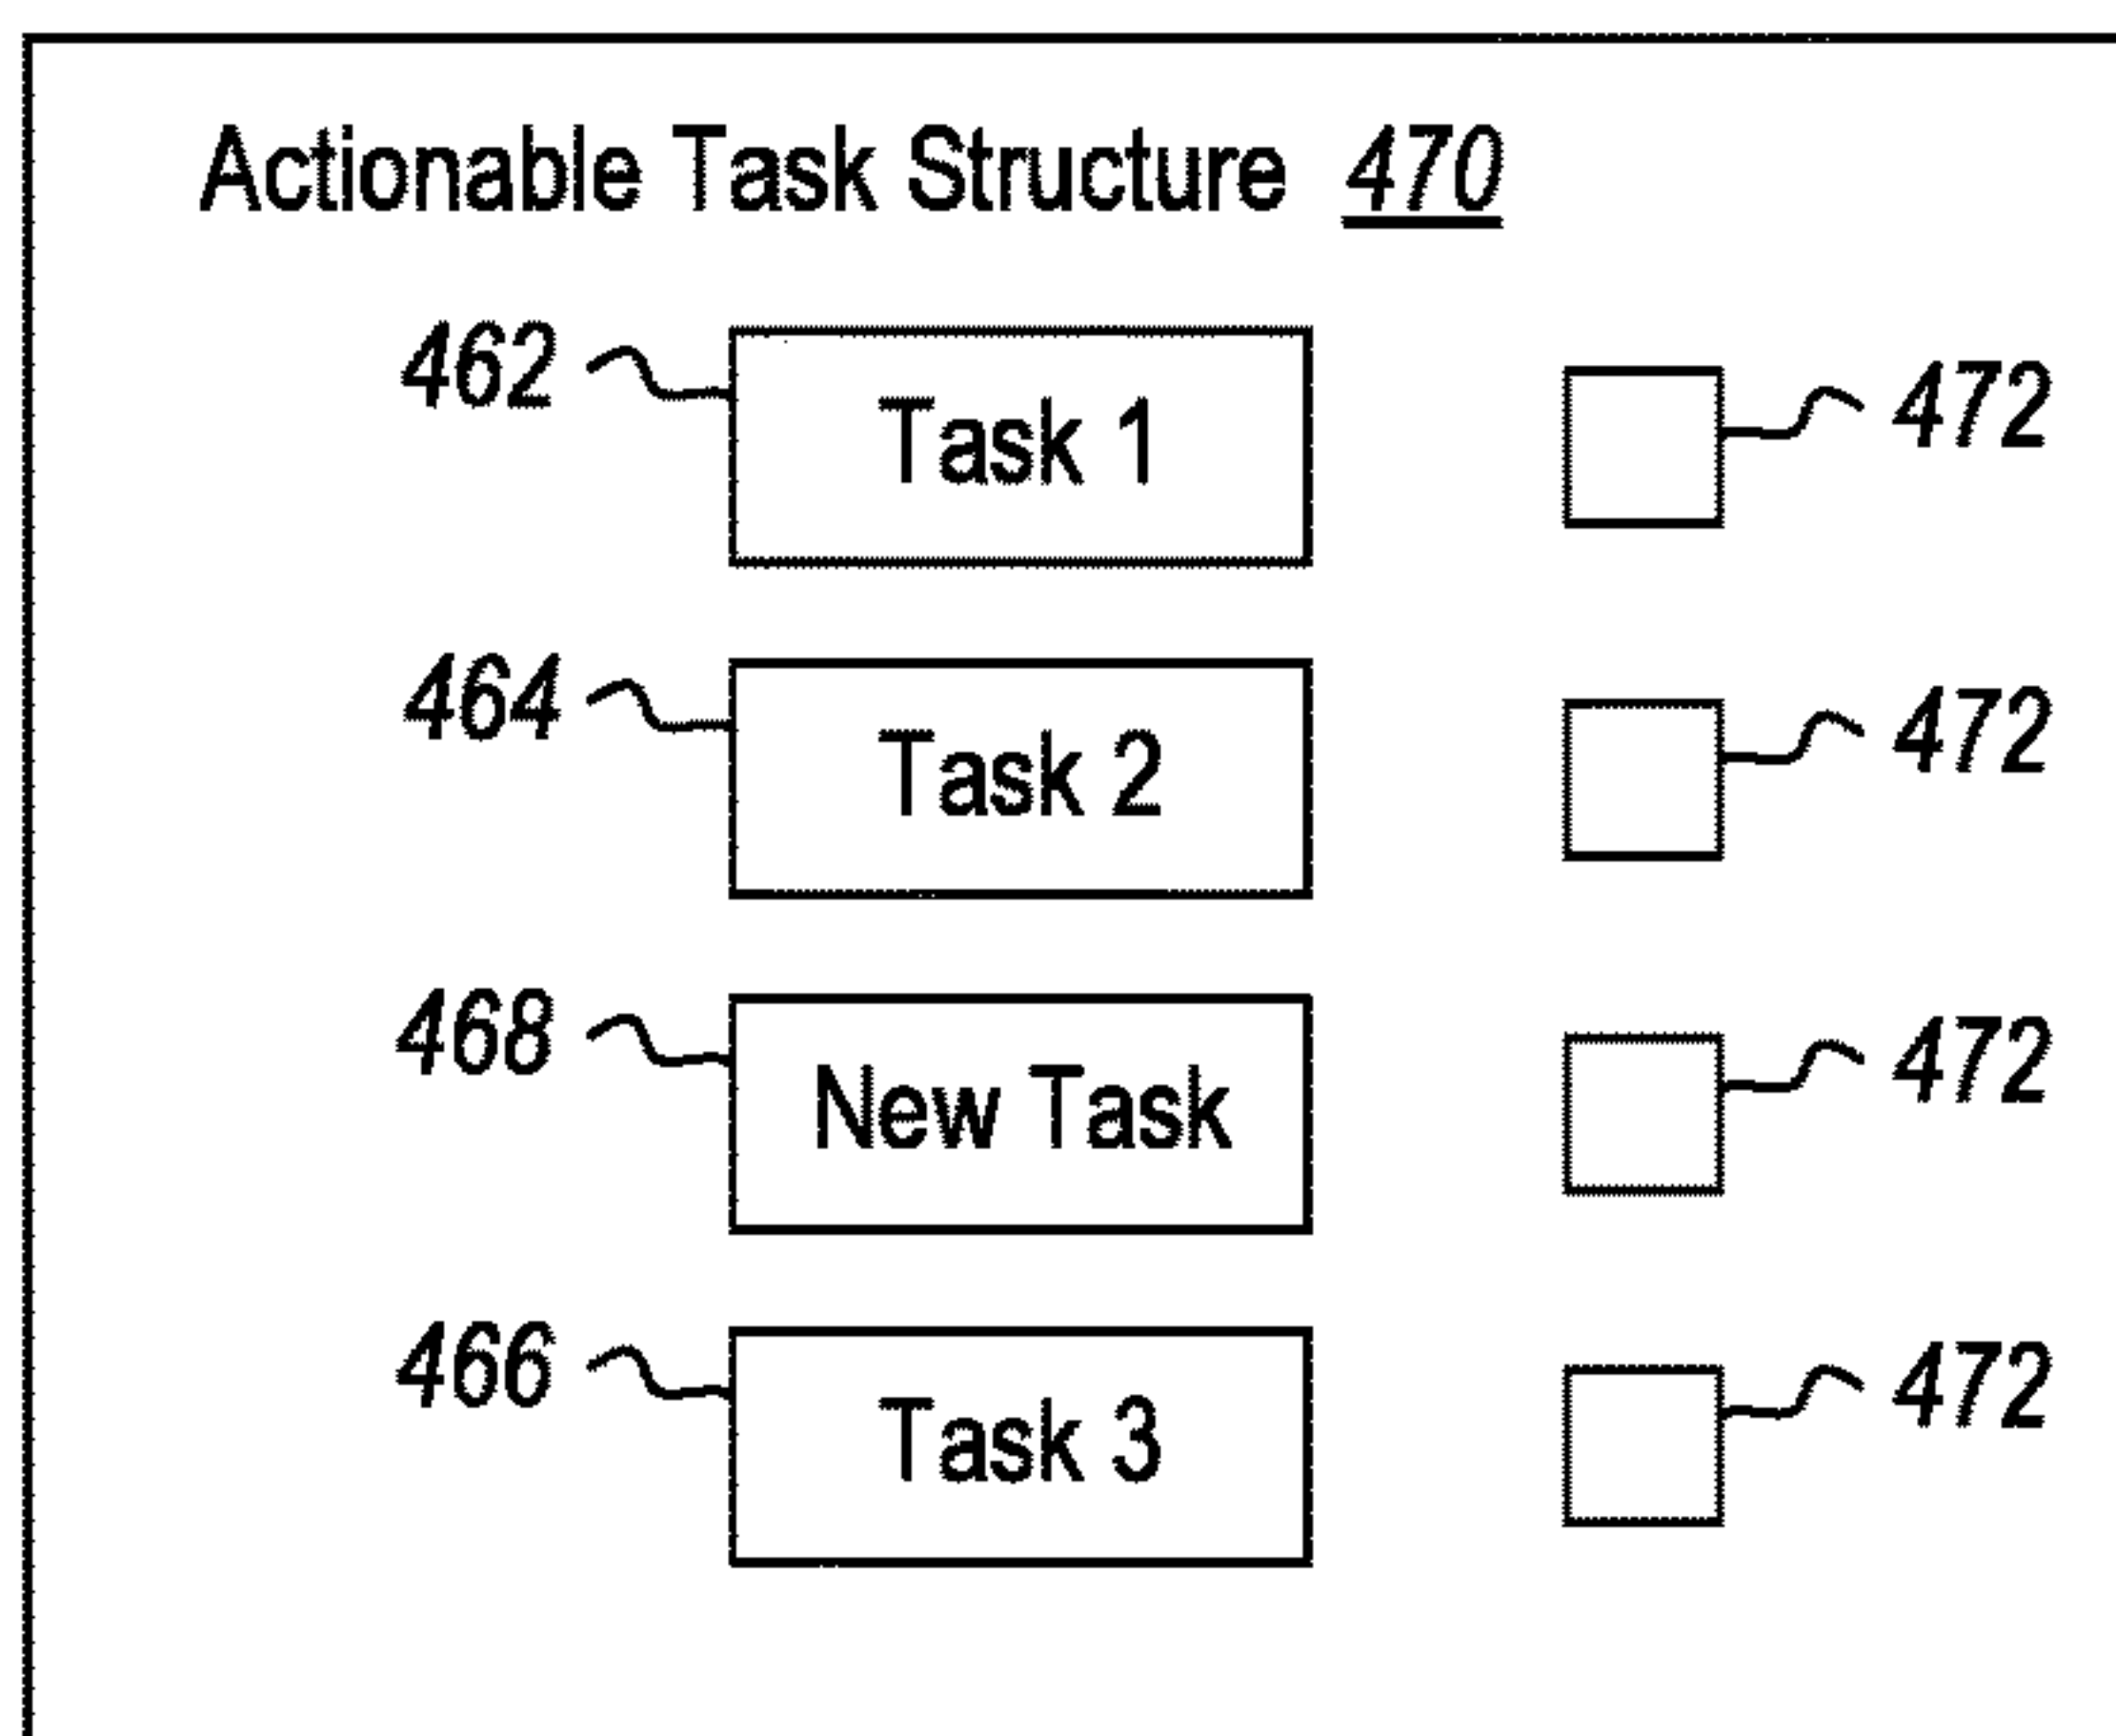 Actionable Task Structure 470
462 Task 1 472
464 Task 2 472
468 New Task 472
466 Task 3 472